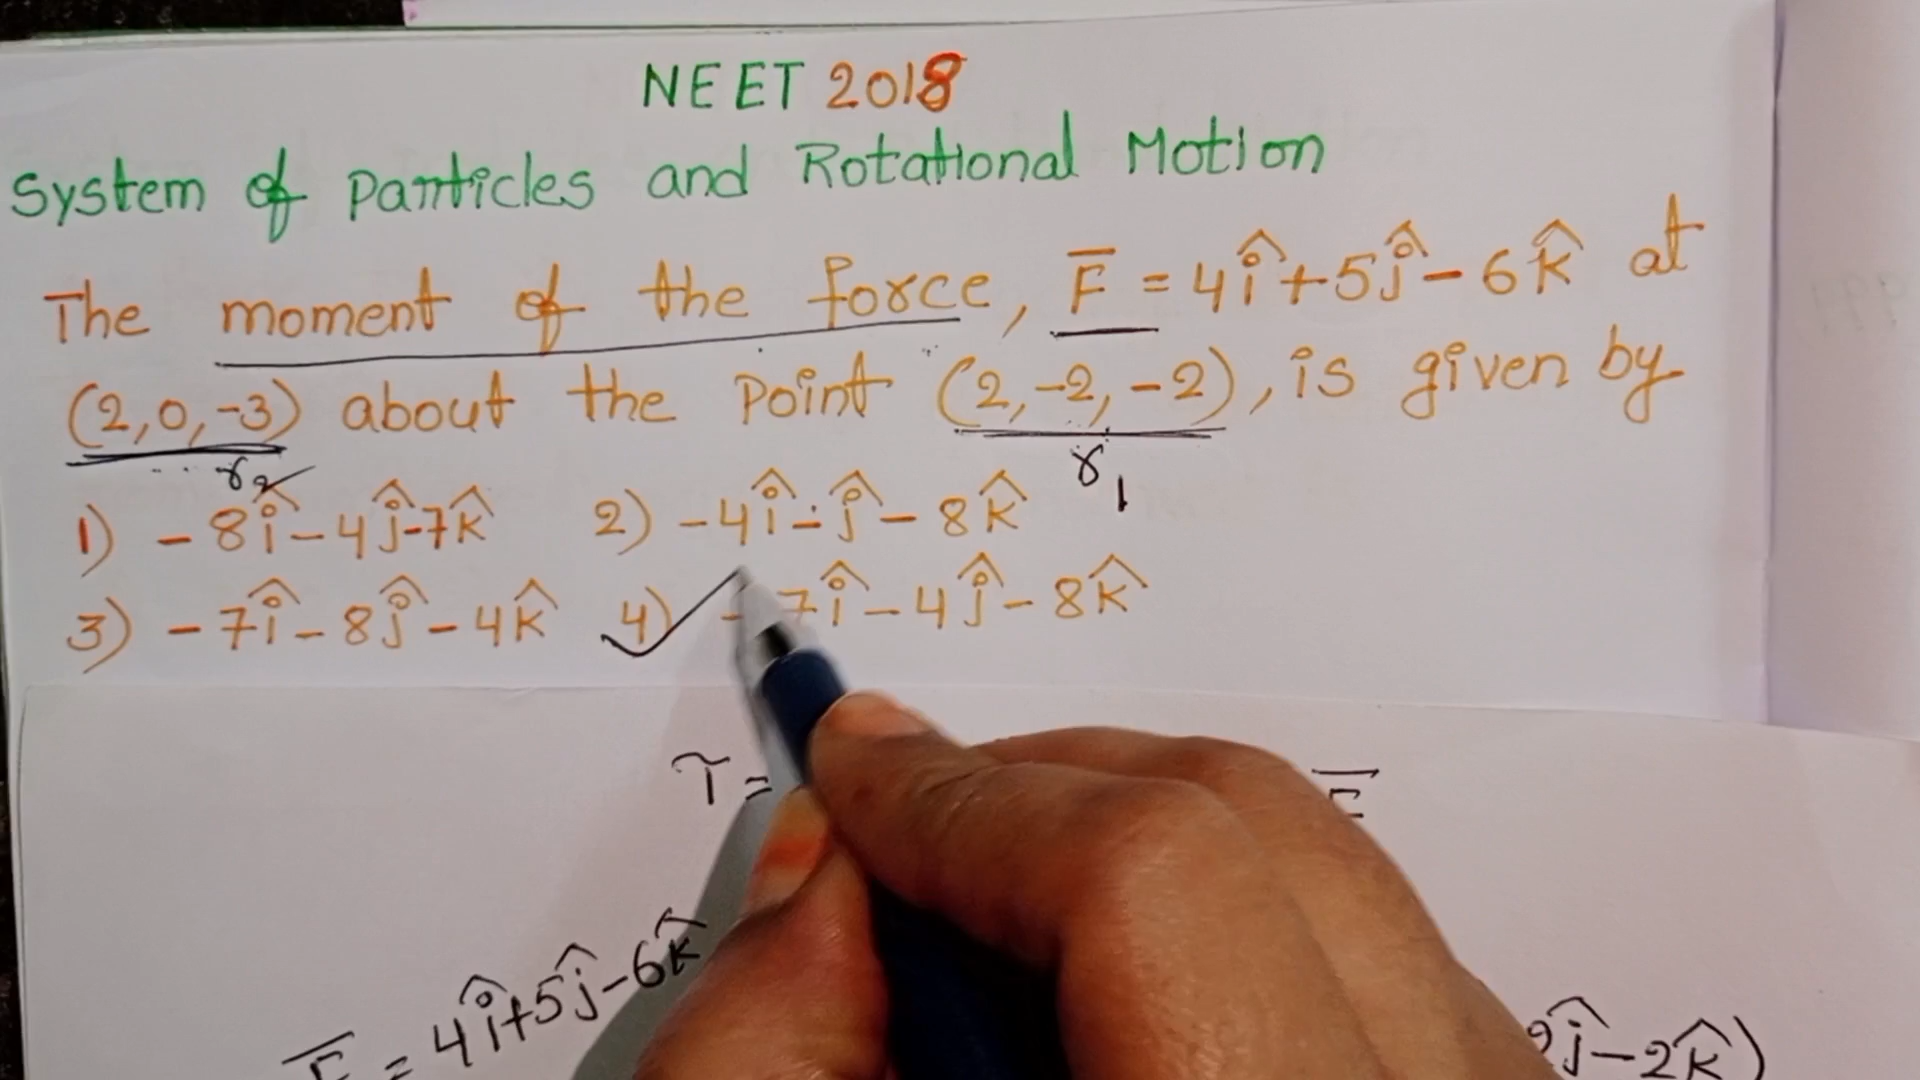 NEET 2018
System of Particles and Rotational Motion
The moment of the force, F̅ = 4î + 5ĵ - 6k̂ at
(2,0,-3) about the point (2,-2,-2), is given by
r₂ r₁
1) - 8î - 4ĵ - 7k̂ 2) - 4î - ĵ - 8k̂
3) - 7î - 8ĵ - 4k̂ 4) - 7î - 4ĵ - 8k̂
τ = F̅
F̅ = 4î + 5ĵ - 6k̂
2ĵ - 2k̂)